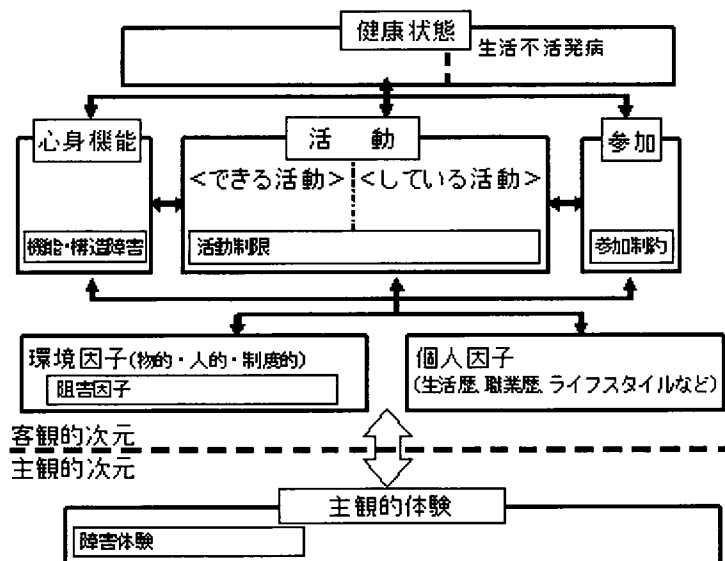 健康状態
生活不活発病
心身機能
活　動
参加
<できる活動>
<している活動>
機能・構造障害
活動制限
参加制約
環境因子(物的・人的・制度的)
阻害因子
個人因子
(生活歴、職業歴、ライフスタイルなど)
客観的次元
主観的次元
主観的体験
障害体験